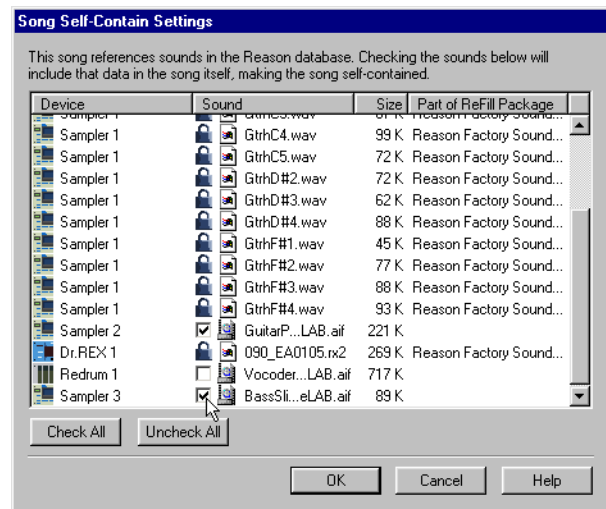 Song Self-Contain Settings
This song references sounds in the Reason database. Checking the sounds below will
include that data in the song itself, making the song self-contained.
Device Sound Size Part of ReFill Package
Sampler 1 GtrhC4.wav 99 K Reason Factory Sound...
Sampler 1 GtrhC5.wav 72 K Reason Factory Sound...
Sampler 1 GtrhD#2.wav 72 K Reason Factory Sound...
Sampler 1 GtrhD#3.wav 62 K Reason Factory Sound...
Sampler 1 GtrhD#4.wav 88 K Reason Factory Sound...
Sampler 1 GtrhF#1.wav 45 K Reason Factory Sound...
Sampler 1 GtrhF#2.wav 77 K Reason Factory Sound...
Sampler 1 GtrhF#3.wav 88 K Reason Factory Sound...
Sampler 1 GtrhF#4.wav 93 K Reason Factory Sound...
Sampler 2 GuitarP...LAB.aif 221 K
Dr.REX 1 090_EA0105.rx2 269 K Reason Factory Sound...
Redrum 1 Vocoder...LAB.aif 717 K
Sampler 3 BassSli...eLAB.aif 89 K
Check All Uncheck All
OK Cancel Help